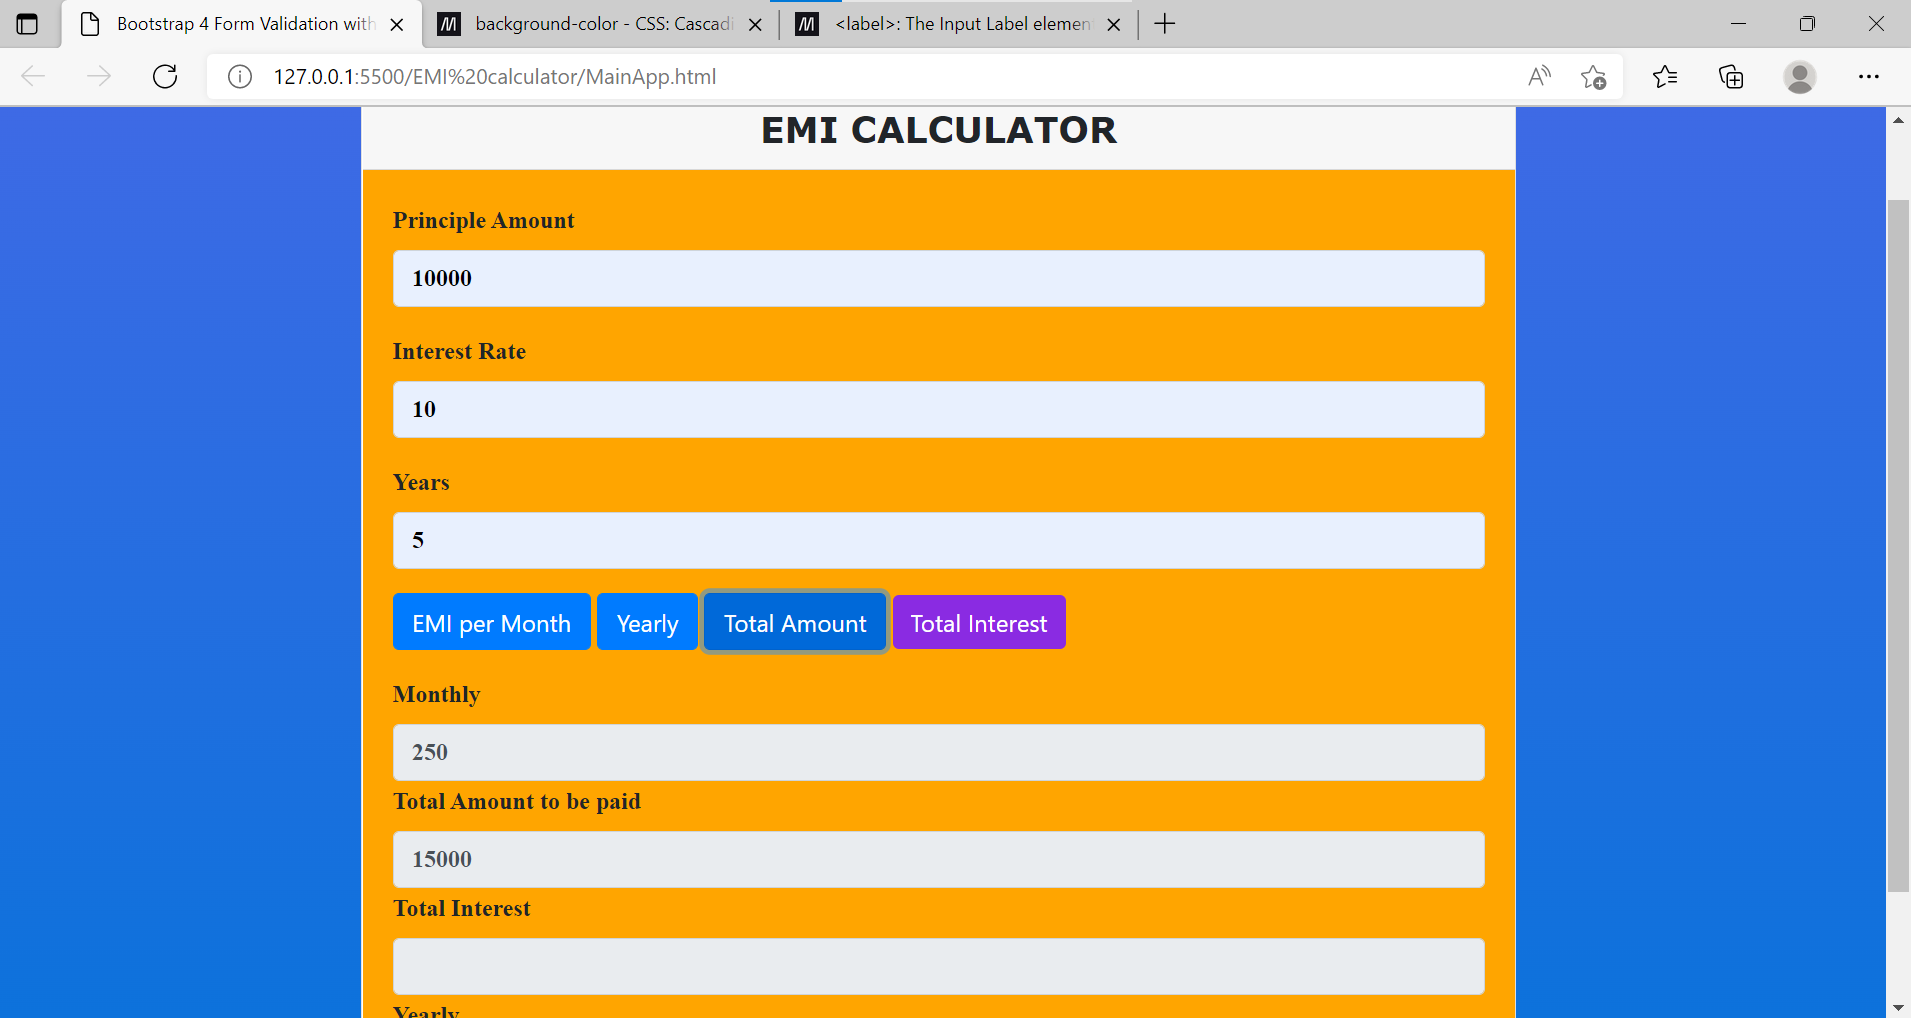 Bootstrap 4 Form Validation with
background-color - CSS: Cascadi
<label>: The Input Label elemen
127.0.0.1:5500/EMI%20calculator/MainApp.html
EMI CALCULATOR
Principle Amount
10000
Interest Rate
10
Years
5
EMI per Month Yearly Total Amount Total Interest
Monthly
250
Total Amount to be paid
15000
Total Interest
Yearly